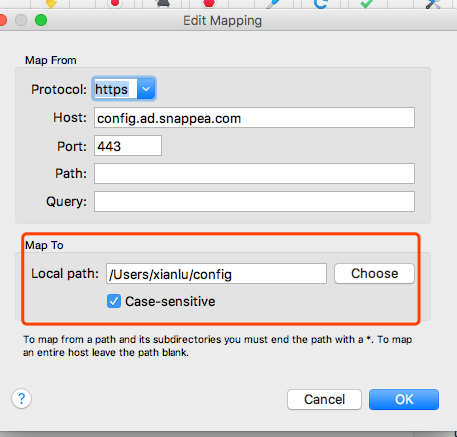 Edit Mapping
Map From
Protocol: https
Host: config.ad.snappea.com
Port: 443
Path:
Query:
Map To
Local path: /Users/xianlu/config Choose
Case-sensitive
To map from a path and its subdirectories you must end the path with a *. To map
an entire host leave the path blank.
? Cancel OK